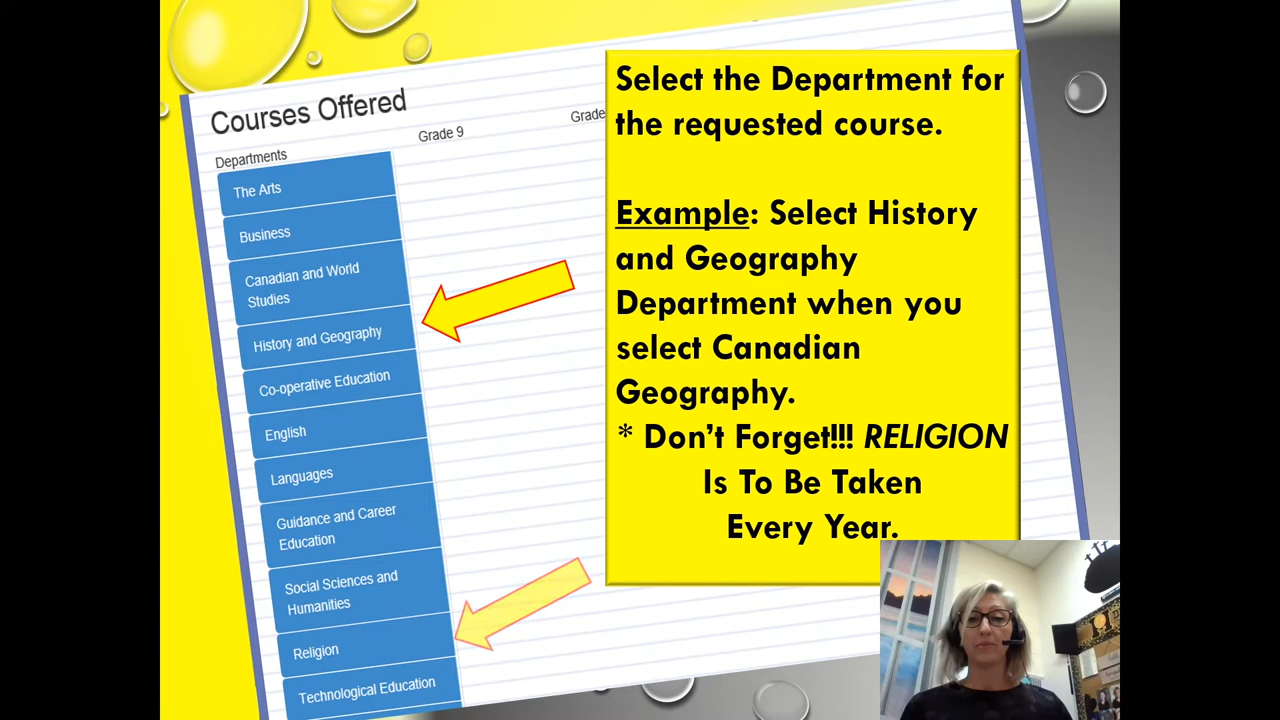 Courses Offered
Departments
Grade 9
Grade
The Arts
Business
Canadian and World
Studies
History and Geography
Co-operative Education
English
Languages
Guidance and Career
Education
Social Sciences and
Humanities
Religion
Technological Education
Select the Department for
the requested course.
Example: Select History
and Geography
Department when you
select Canadian
Geography.
* Don’t Forget!!! RELIGION
Is To Be Taken
Every Year.